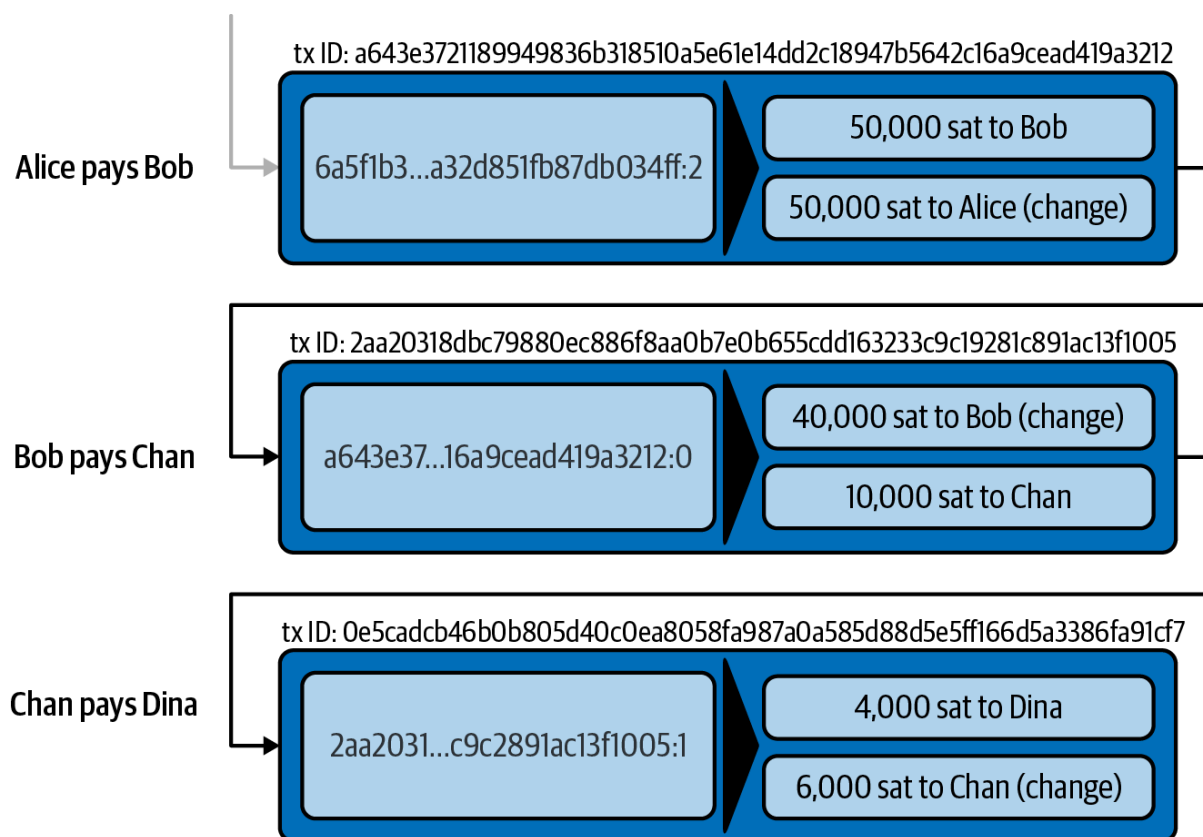 tx ID: a643e3721189949836b318510a5e61e14dd2c18947b5642c16a9cead419a3212
Alice pays Bob
6a5f1b3...a32d851fb87db034ff:2
50,000 sat to Bob
50,000 sat to Alice (change)
tx ID: 2aa20318dbc79880ec886f8aa0b7e0b655cdd163233c9c19281c891ac13f1005
Bob pays Chan
a643e37...16a9cead419a3212:0
40,000 sat to Bob (change)
10,000 sat to Chan
tx ID: 0e5cadcb46b0b805d40c0ea8058fa987a0a585d88d5e5ff166d5a3386fa91cf7
Chan pays Dina
2aa2031...c9c2891ac13f1005:1
4,000 sat to Dina
6,000 sat to Chan (change)